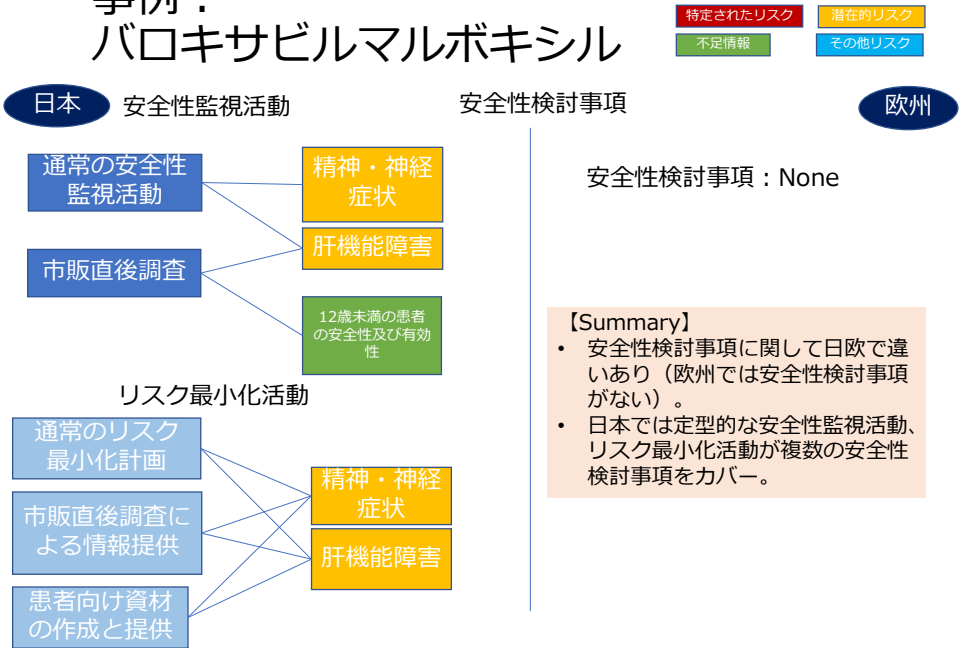 事例：
バロキサビルマルボキシル
特定されたリスク
潜在的リスク
不足情報
その他リスク
日本
安全性監視活動
安全性検討事項
欧州
通常の安全性
監視活動
市販直後調査
精神・神経
症状
肝機能障害
12歳未満の患者
の安全性及び有効
性
安全性検討事項：None
リスク最小化活動
通常のリスク
最小化計画
市販直後調査に
よる情報提供
患者向け資材
の作成と提供
精神・神経
症状
肝機能障害
【Summary】
• 安全性検討事項に関して日欧で違
いあり（欧州では安全性検討事項
がない）。
• 日本では定型的な安全性監視活動、
リスク最小化活動が複数の安全性
検討事項をカバー。